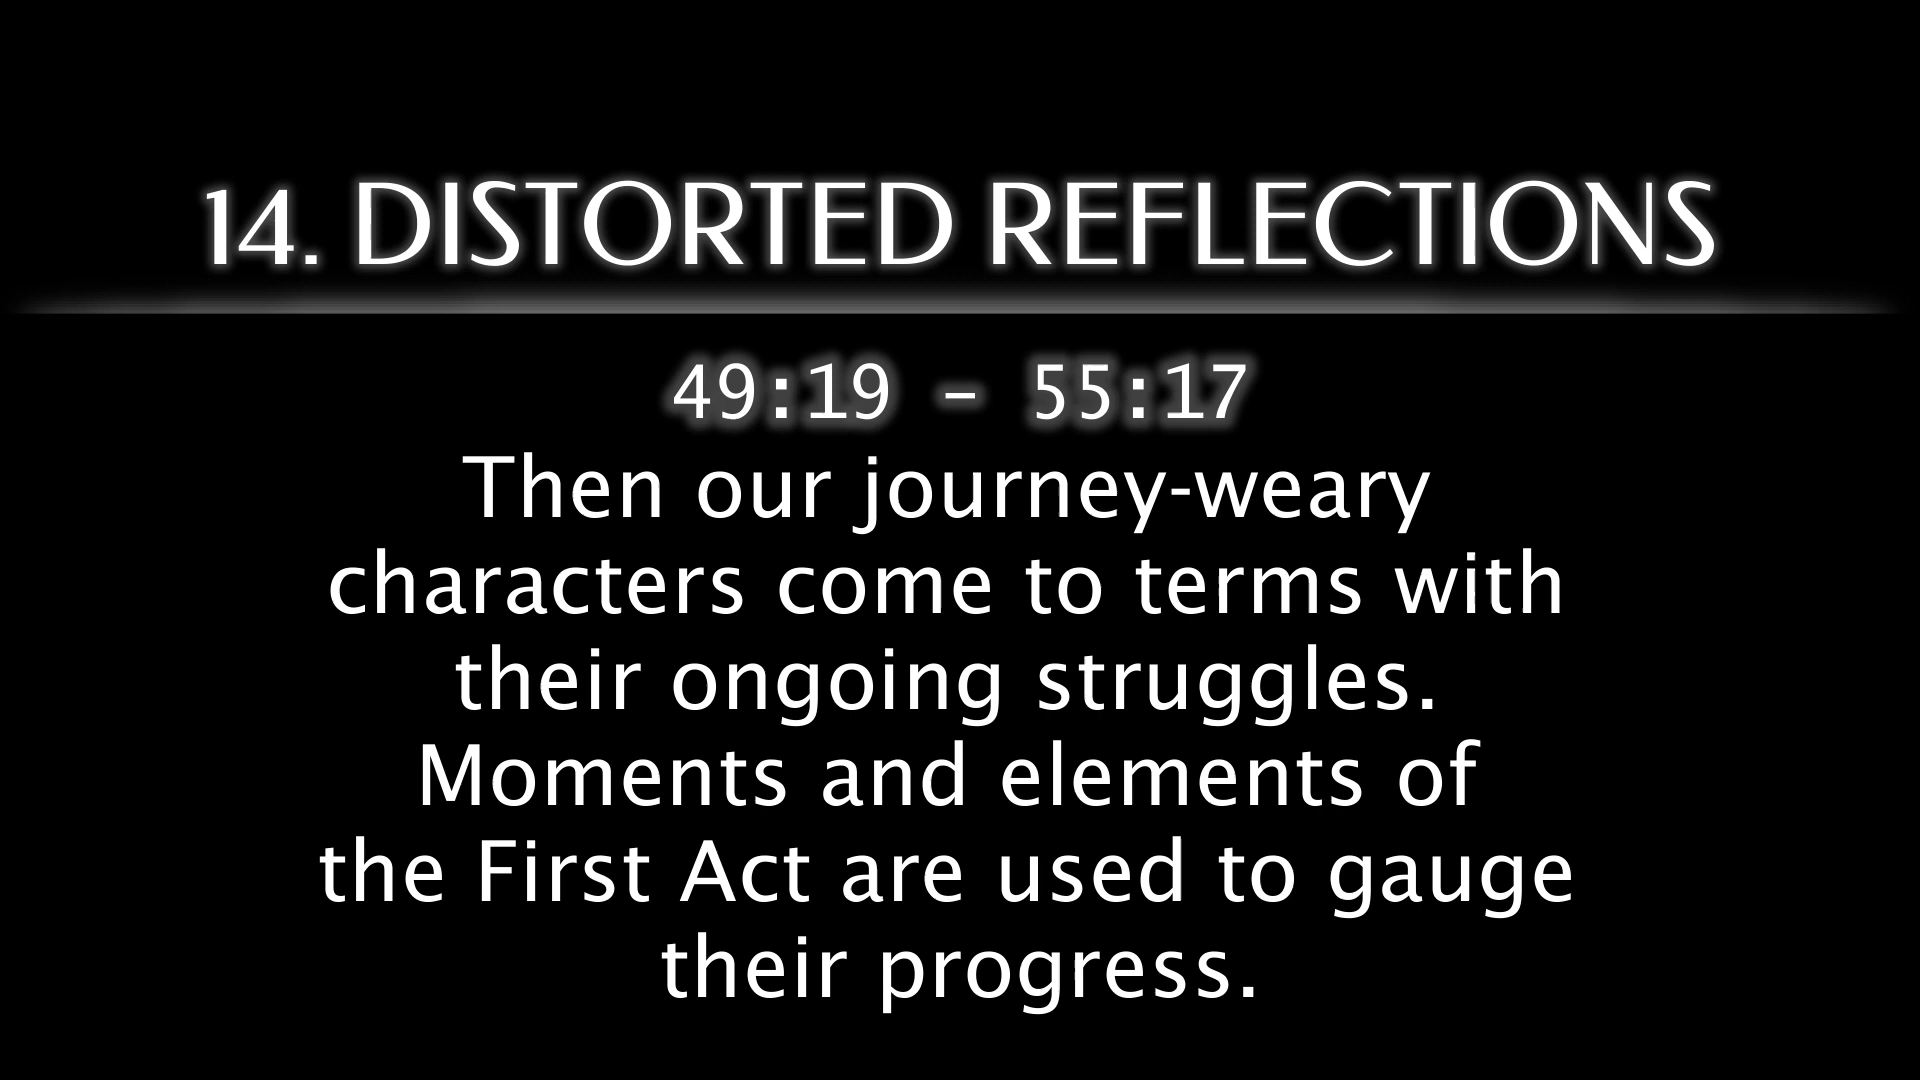 14. DISTORTED REFLECTIONS
49:19 – 55:17
Then our journey-weary
characters come to terms with
their ongoing struggles.
Moments and elements of
the First Act are used to gauge
their progress.